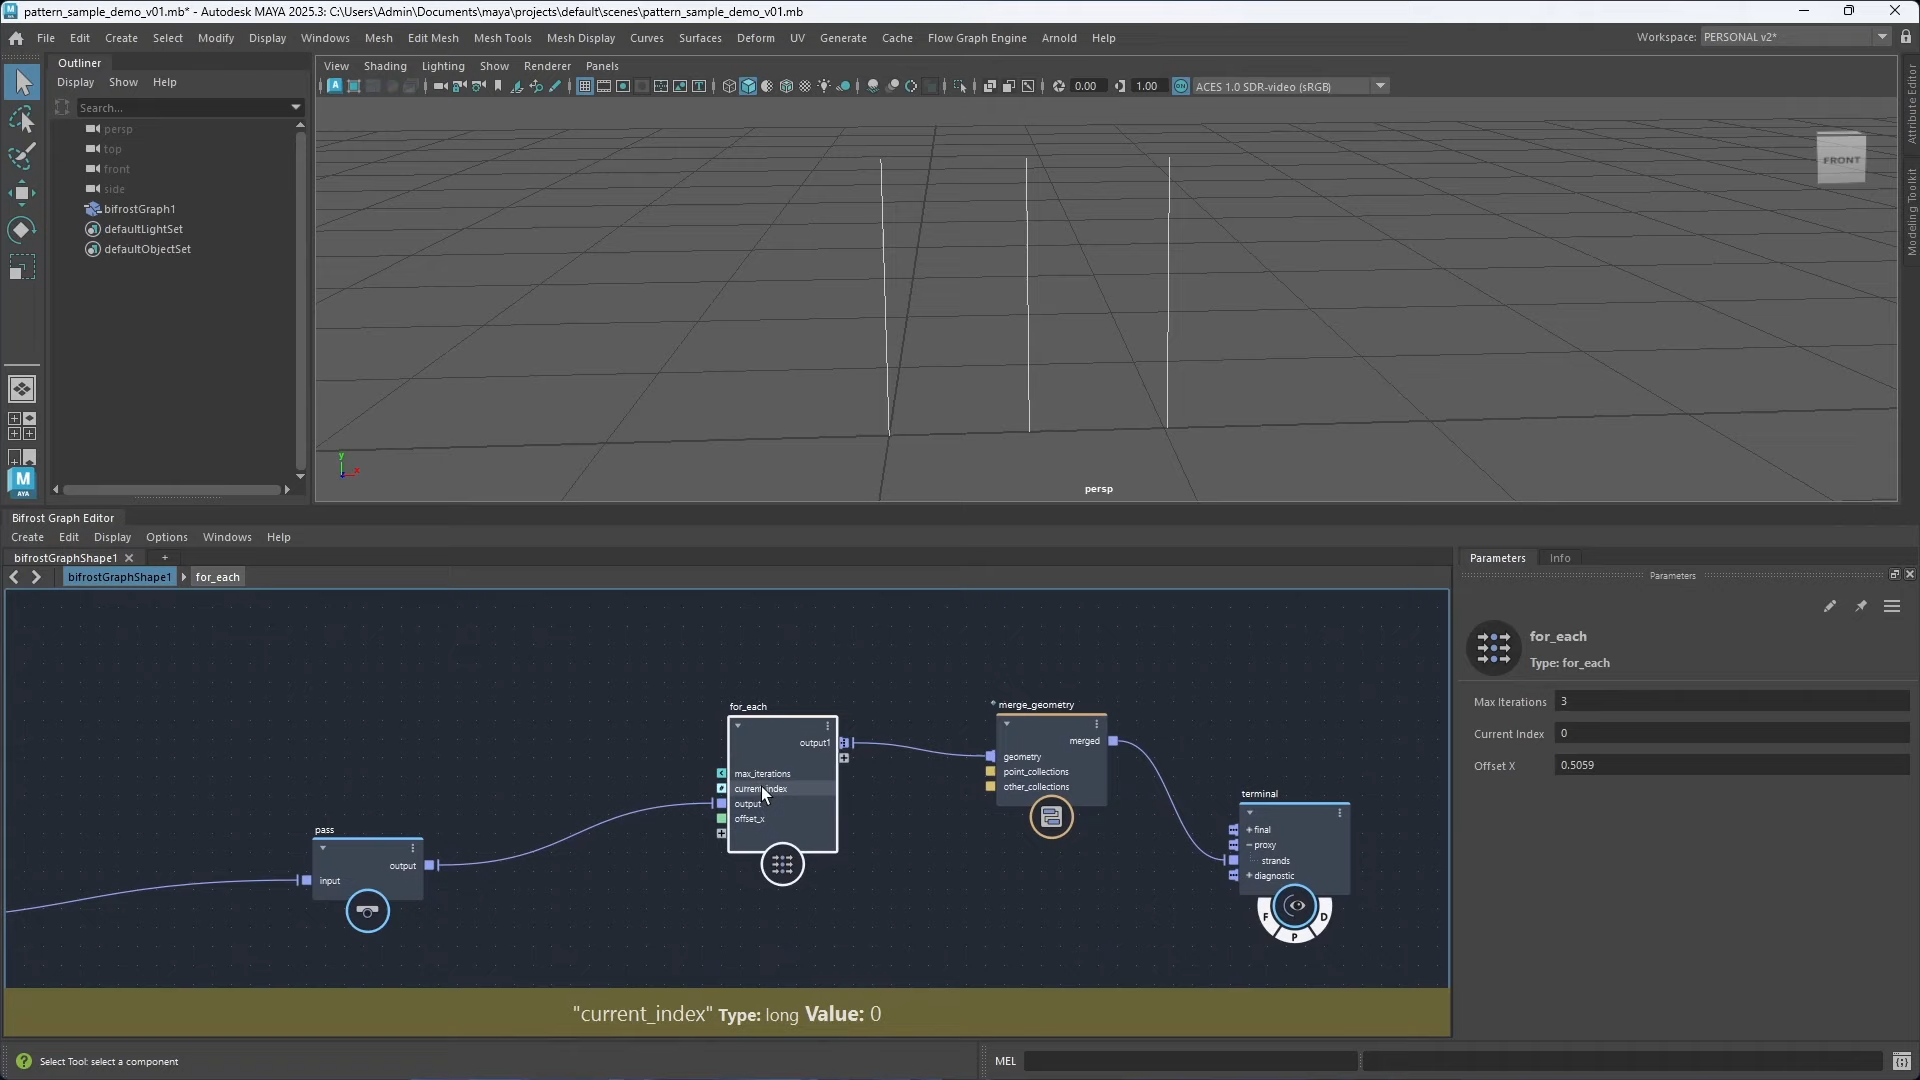 pattern_sample_demo_v01.mb* - Autodesk MAYA 2025.3: C:\Users\Admin\Documents\maya\projects\default\scenes\pattern_sample_demo_v01.mb
File Edit Create Select Modify Display Windows Mesh Edit Mesh Mesh Tools Mesh Display Curves Surfaces Deform UV Generate Cache Flow Graph Engine Arnold Help
Workspace: PERSONAL v2*
Outliner
Display Show Help
Search...
persp
top
front
side
bifrostGraph1
defaultLightSet
defaultObjectSet
View Shading Lighting Show Renderer Panels
0.00
1.00
ACES 1.0 SDR-video (sRGB)
FRONT
persp
y
x
M
AYA
Attribute Editor
Modeling Toolkit
Bifrost Graph Editor
Create Edit Display Options Windows Help
bifrostGraphShape1
bifrostGraphShape1 for_each
pass
output
input
for_each
output1
max_iterations
current_index
output
offset_x
merge_geometry
merged
geometry
point_collections
other_collections
terminal
final
proxy
strands
diagnostic
F
D
P
"current_index" Type: long Value: 0
Parameters Info
Parameters
for_each
Type: for_each
Max Iterations 3
Current Index 0
Offset X 0.5059
Select Tool: select a component
MEL